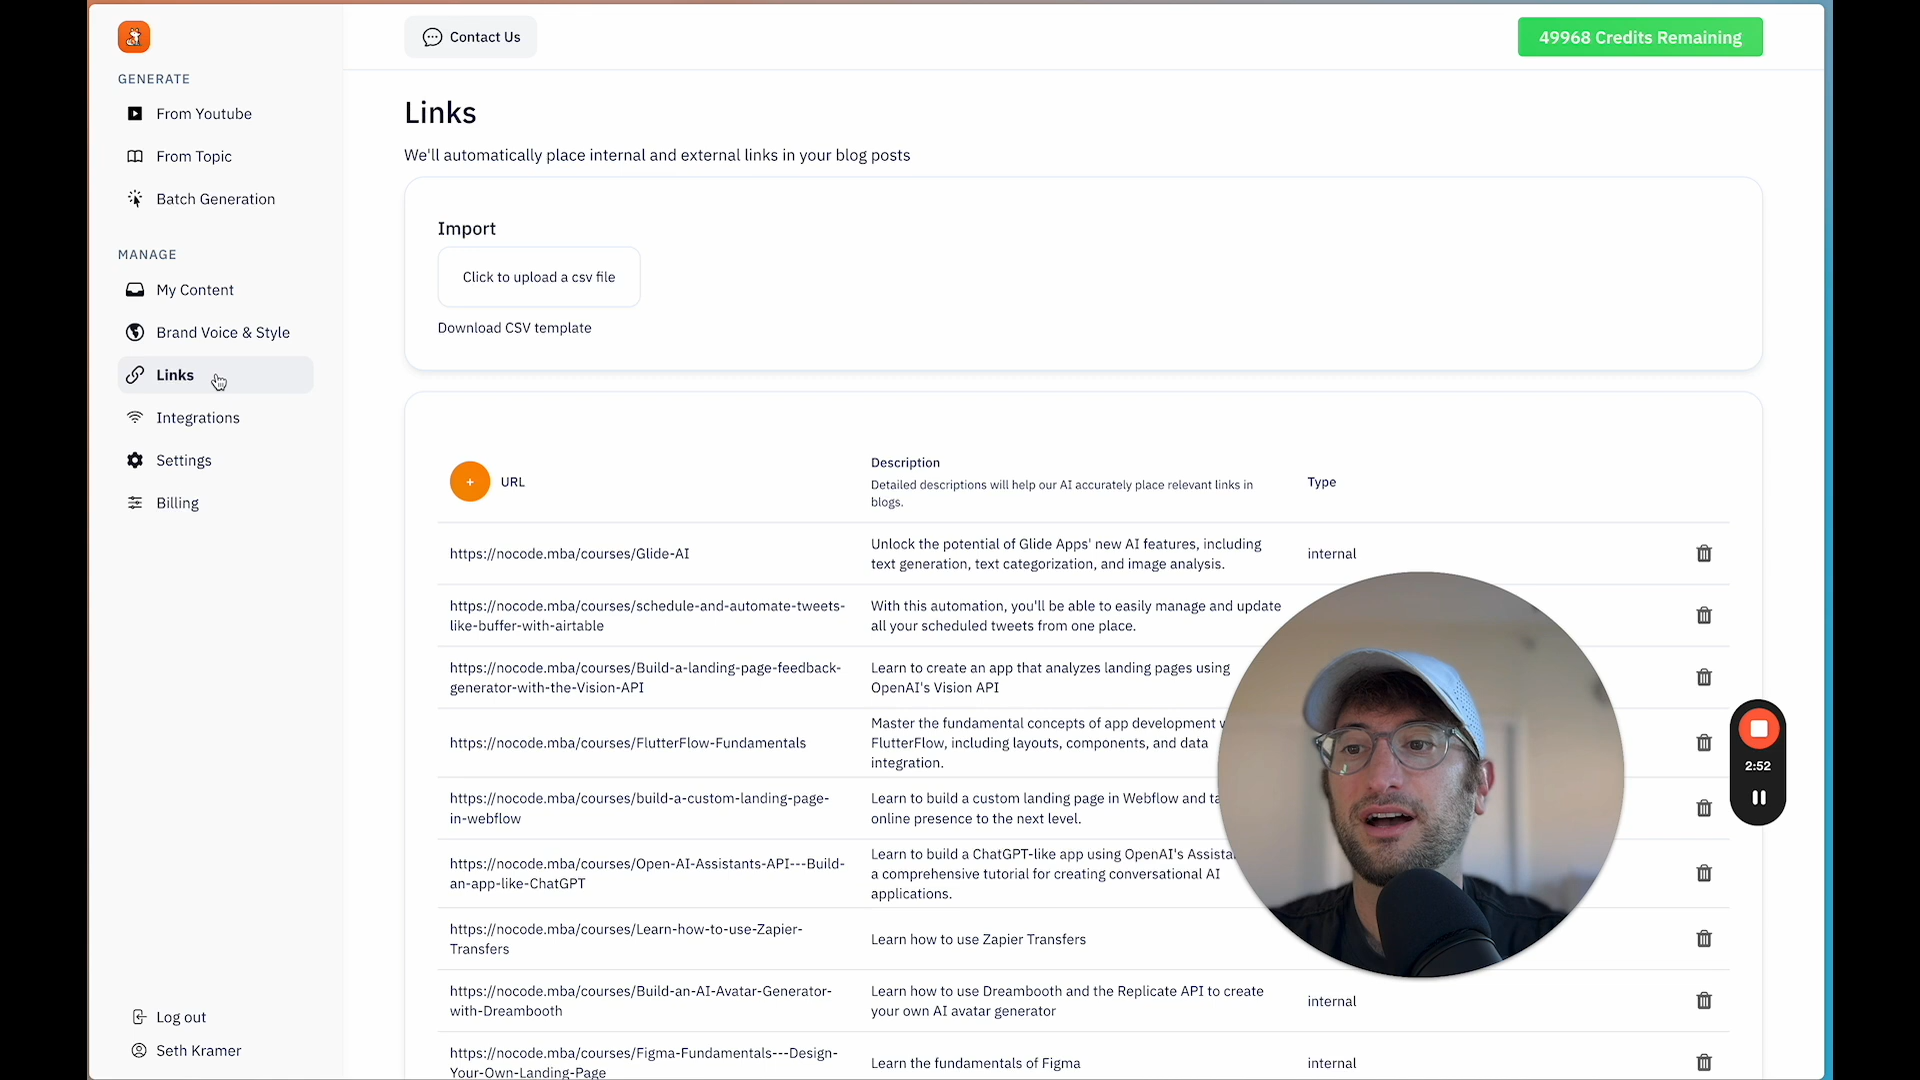 Contact Us
49968 Credits Remaining
GENERATE
From Youtube
From Topic
Batch Generation
MANAGE
My Content
Brand Voice & Style
Links
Integrations
Settings
Billing
Log out
Seth Kramer
Links
We'll automatically place internal and external links in your blog posts
Import
Click to upload a csv file
Download CSV template
URL
Description
Detailed descriptions will help our AI accurately place relevant links in
blogs.
Type
https://nocode.mba/courses/Glide-AI
Unlock the potential of Glide Apps' new AI features, including
text generation, text categorization, and image analysis.
internal
https://nocode.mba/courses/schedule-and-automate-tweets-
like-buffer-with-airtable
With this automation, you'll be able to easily manage and update
all your scheduled tweets from one place.
https://nocode.mba/courses/Build-a-landing-page-feedback-
generator-with-the-Vision-API
Learn to create an app that analyzes landing pages using
OpenAI's Vision API
https://nocode.mba/courses/FlutterFlow-Fundamentals
Master the fundamental concepts of app development
FlutterFlow, including layouts, components, and data
integration.
https://nocode.mba/courses/build-a-custom-landing-page-
in-webflow
Learn to build a custom landing page in Webflow and
online presence to the next level.
https://nocode.mba/courses/Open-AI-Assistants-API---Build-
an-app-like-ChatGPT
Learn to build a ChatGPT-like app using OpenAI's
a comprehensive tutorial for creating conversational AI
applications.
https://nocode.mba/courses/Learn-how-to-use-Zapier-
Transfers
Learn how to use Zapier Transfers
https://nocode.mba/courses/Build-an-AI-Avatar-Generator-
with-Dreambooth
Learn how to use Dreambooth and the Replicate API to create
your own AI avatar generator
internal
https://nocode.mba/courses/Figma-Fundamentals---Design-
Your-Own-Landing-Page
Learn the fundamentals of Figma
internal
2:52